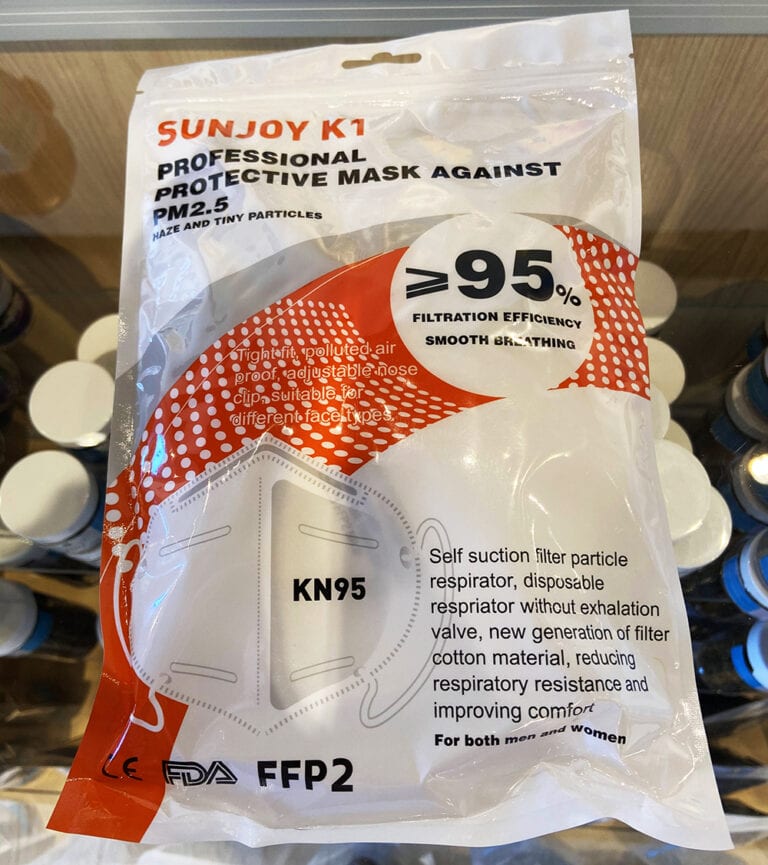 SUNJOY K1
PROFESSIONAL
PROTECTIVE MASK AGAINST
PM2.5
HAZE AND TINY PARTICLES
≥95%
FILTRATION EFFICIENCY
SMOOTH BREATHING
Tight fit, polluted air
proof, adjustable nose
clip, suitable for
different face types.
KN95
Self suction filter particle
respirator, disposable
respriator without exhalation
valve, new generation of filter
cotton material, reducing
respiratory resistance and
improving comfort
For both men and women
CE FDA FFP2